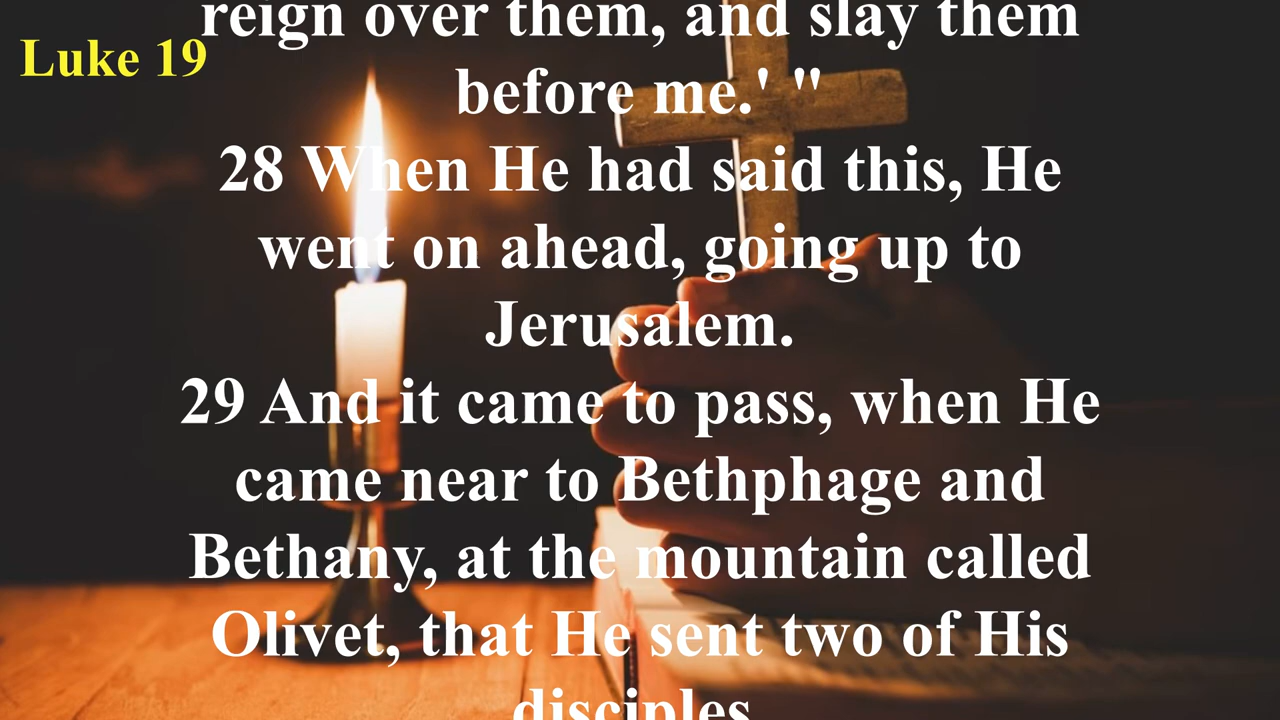 reign over them, and slay them
Luke 19
before me.' "
28 When He had said this, He
went on ahead, going up to
Jerusalem.
29 And it came to pass, when He
came near to Bethphage and
Bethany, at the mountain called
Olivet, that He sent two of His
disciples